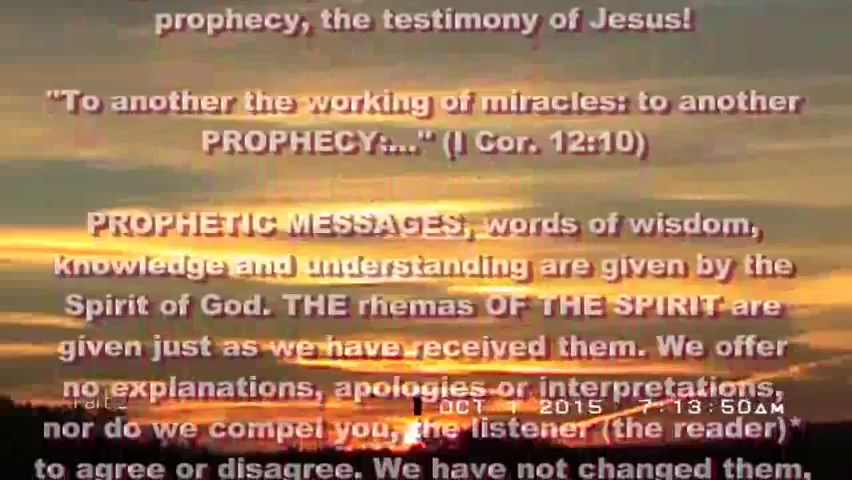 prophecy, the testimony of Jesus!
"To another the working of miracles: to another
PROPHECY:..." (I Cor. 12:10)
PROPHETIC MESSAGES, words of wisdom,
knowledge and understanding are given by the
Spirit of God. THE rhemas OF THE SPIRIT are
given just as we have received them. We offer
no explanations, apologies or interpretations,
OCT 1 2015 7:13:50AM
nor do we compel you, the listener (the reader)*
to agree or disagree. We have not changed them,